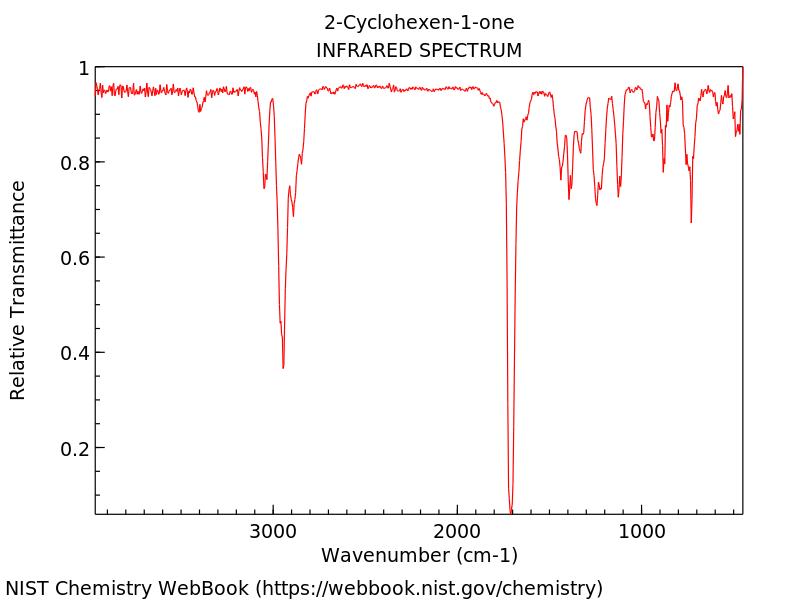 2-Cyclohexen-1-one
INFRARED SPECTRUM
1
0.8
0.6
0.4
0.2
Relative Transmittance
3000 2000 1000
Wavenumber (cm-1)
NIST Chemistry WebBook (https://webbook.nist.gov/chemistry)